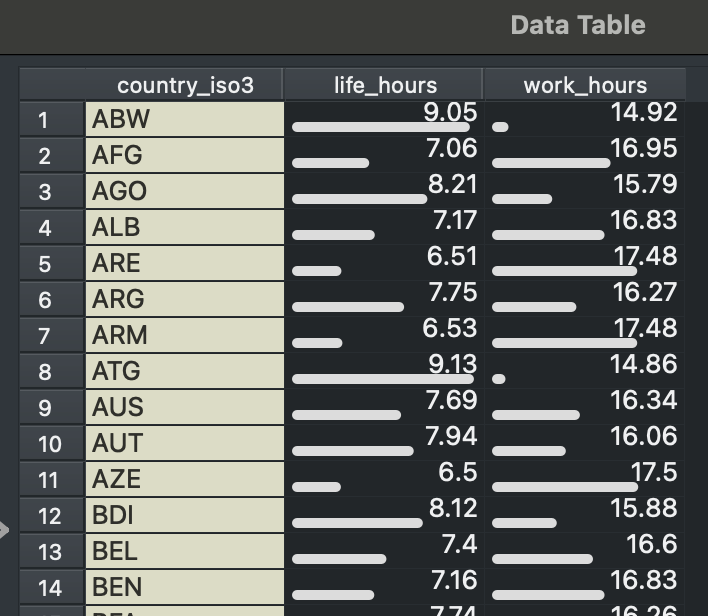 Data Table
country_iso3 life_hours work_hours
1 ABW 9.05 14.92
2 AFG 7.06 16.95
3 AGO 8.21 15.79
4 ALB 7.17 16.83
5 ARE 6.51 17.48
6 ARG 7.75 16.27
7 ARM 6.53 17.48
8 ATG 9.13 14.86
9 AUS 7.69 16.34
10 AUT 7.94 16.06
11 AZE 6.5 17.5
12 BDI 8.12 15.88
13 BEL 7.4 16.6
14 BEN 7.16 16.83
7.74 16.26